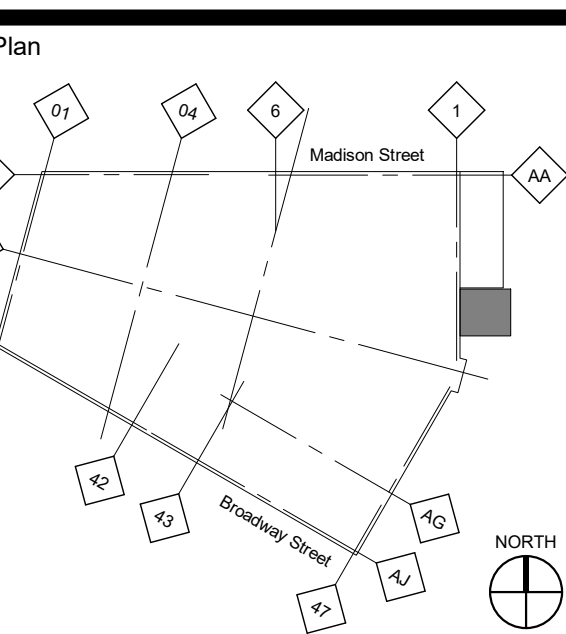 Plan
01
04
6
1
Madison Street
AA
42
43
Broadway Street
AG
AJ
47
NORTH